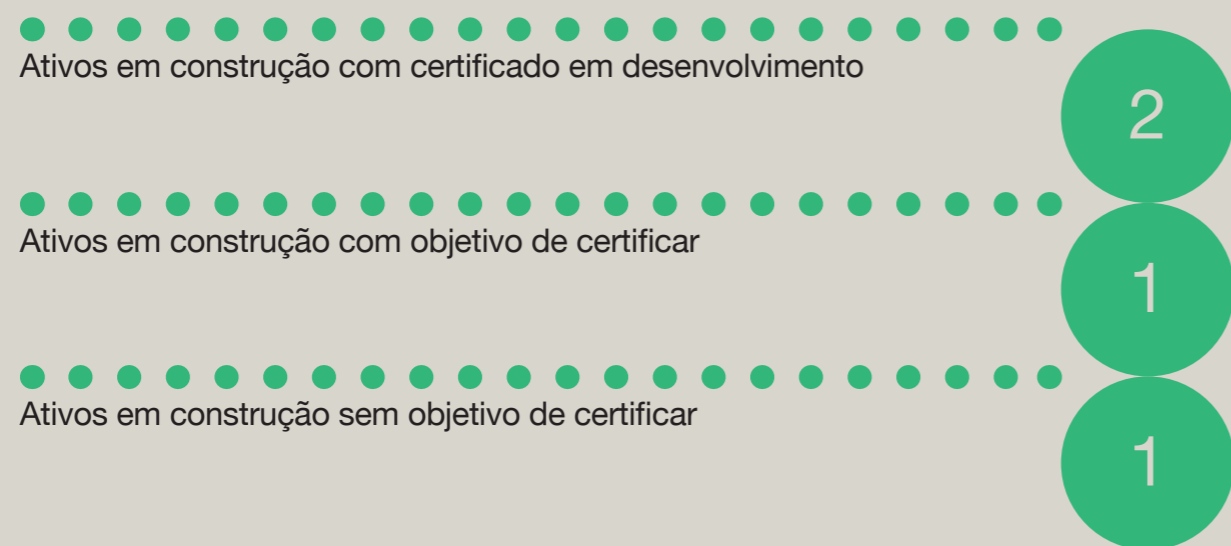 Ativos em construção com certificado em desenvolvimento
2
Ativos em construção com objetivo de certificar
1
Ativos em construção sem objetivo de certificar
1